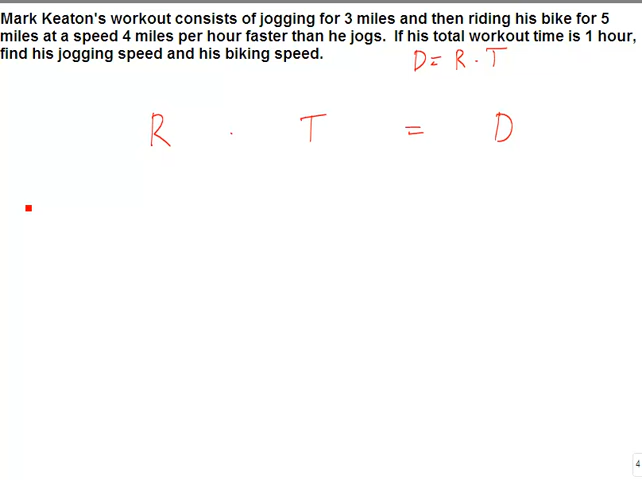 Mark Keaton's workout consists of jogging for 3 miles and then riding his bike for 5
miles at a speed 4 miles per hour faster than he jogs. If his total workout time is 1 hour,
find his jogging speed and his biking speed.
D = R · T
R · T = D
4